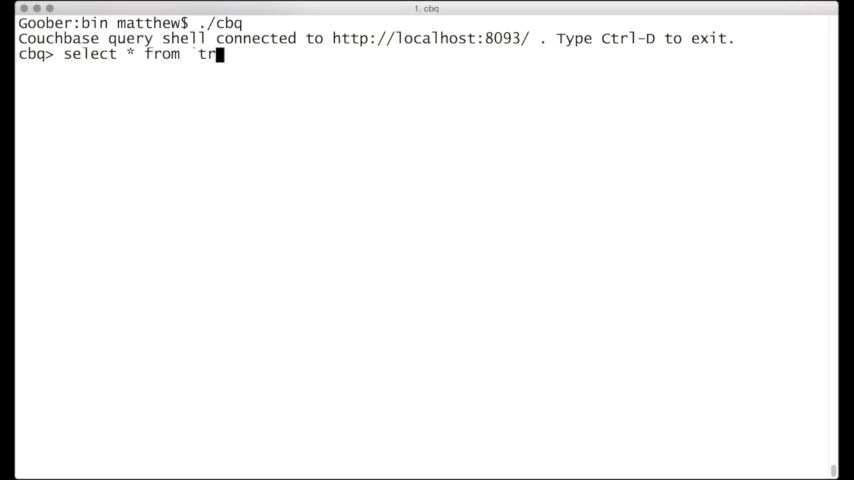 1. cbq
Goober:bin matthew$ ./cbq
Couchbase query shell connected to http://localhost:8093/ . Type Ctrl-D to exit.
cbq> select * from `tr